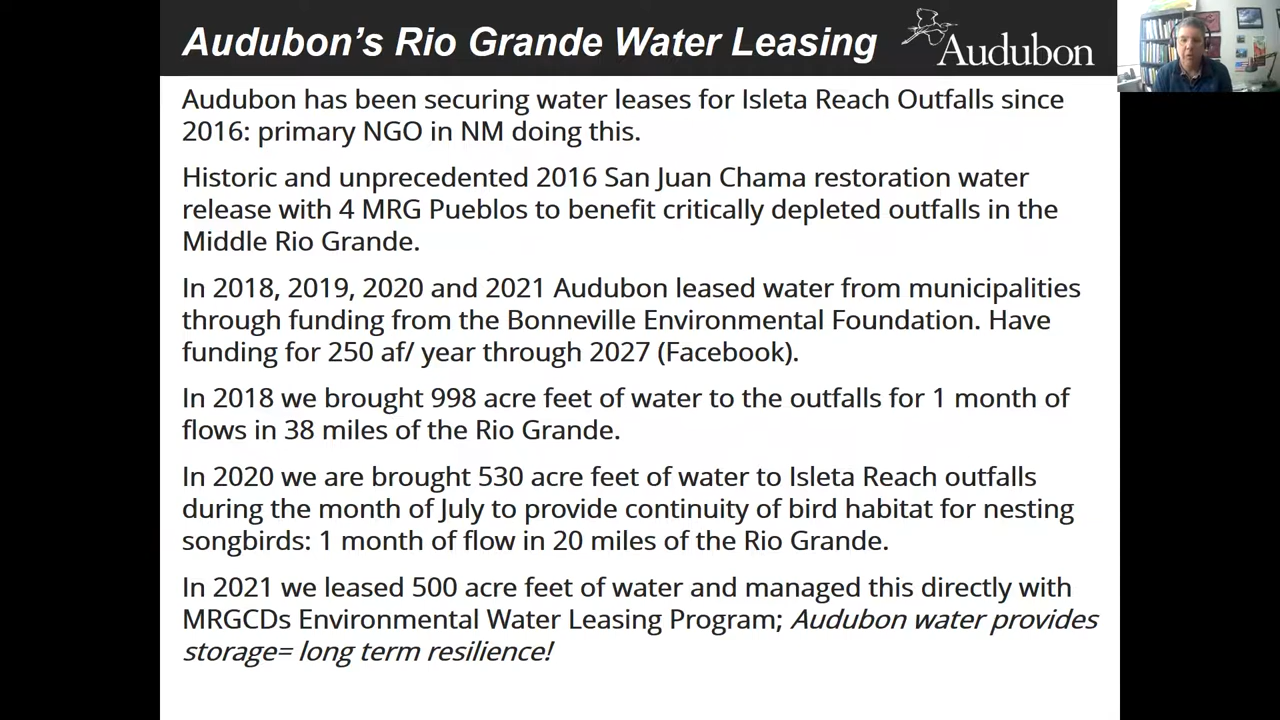 Audubon's Rio Grande Water Leasing
Audubon
Audubon has been securing water leases for Isleta Reach Outfalls since
2016: primary NGO in NM doing this.
Historic and unprecedented 2016 San Juan Chama restoration water
release with 4 MRG Pueblos to benefit critically depleted outfalls in the
Middle Rio Grande.
In 2018, 2019, 2020 and 2021 Audubon leased water from municipalities
through funding from the Bonneville Environmental Foundation. Have
funding for 250 af/ year through 2027 (Facebook).
In 2018 we brought 998 acre feet of water to the outfalls for 1 month of
flows in 38 miles of the Rio Grande.
In 2020 we are brought 530 acre feet of water to Isleta Reach outfalls
during the month of July to provide continuity of bird habitat for nesting
songbirds: 1 month of flow in 20 miles of the Rio Grande.
In 2021 we leased 500 acre feet of water and managed this directly with
MRGCDs Environmental Water Leasing Program; Audubon water provides
storage= long term resilience!